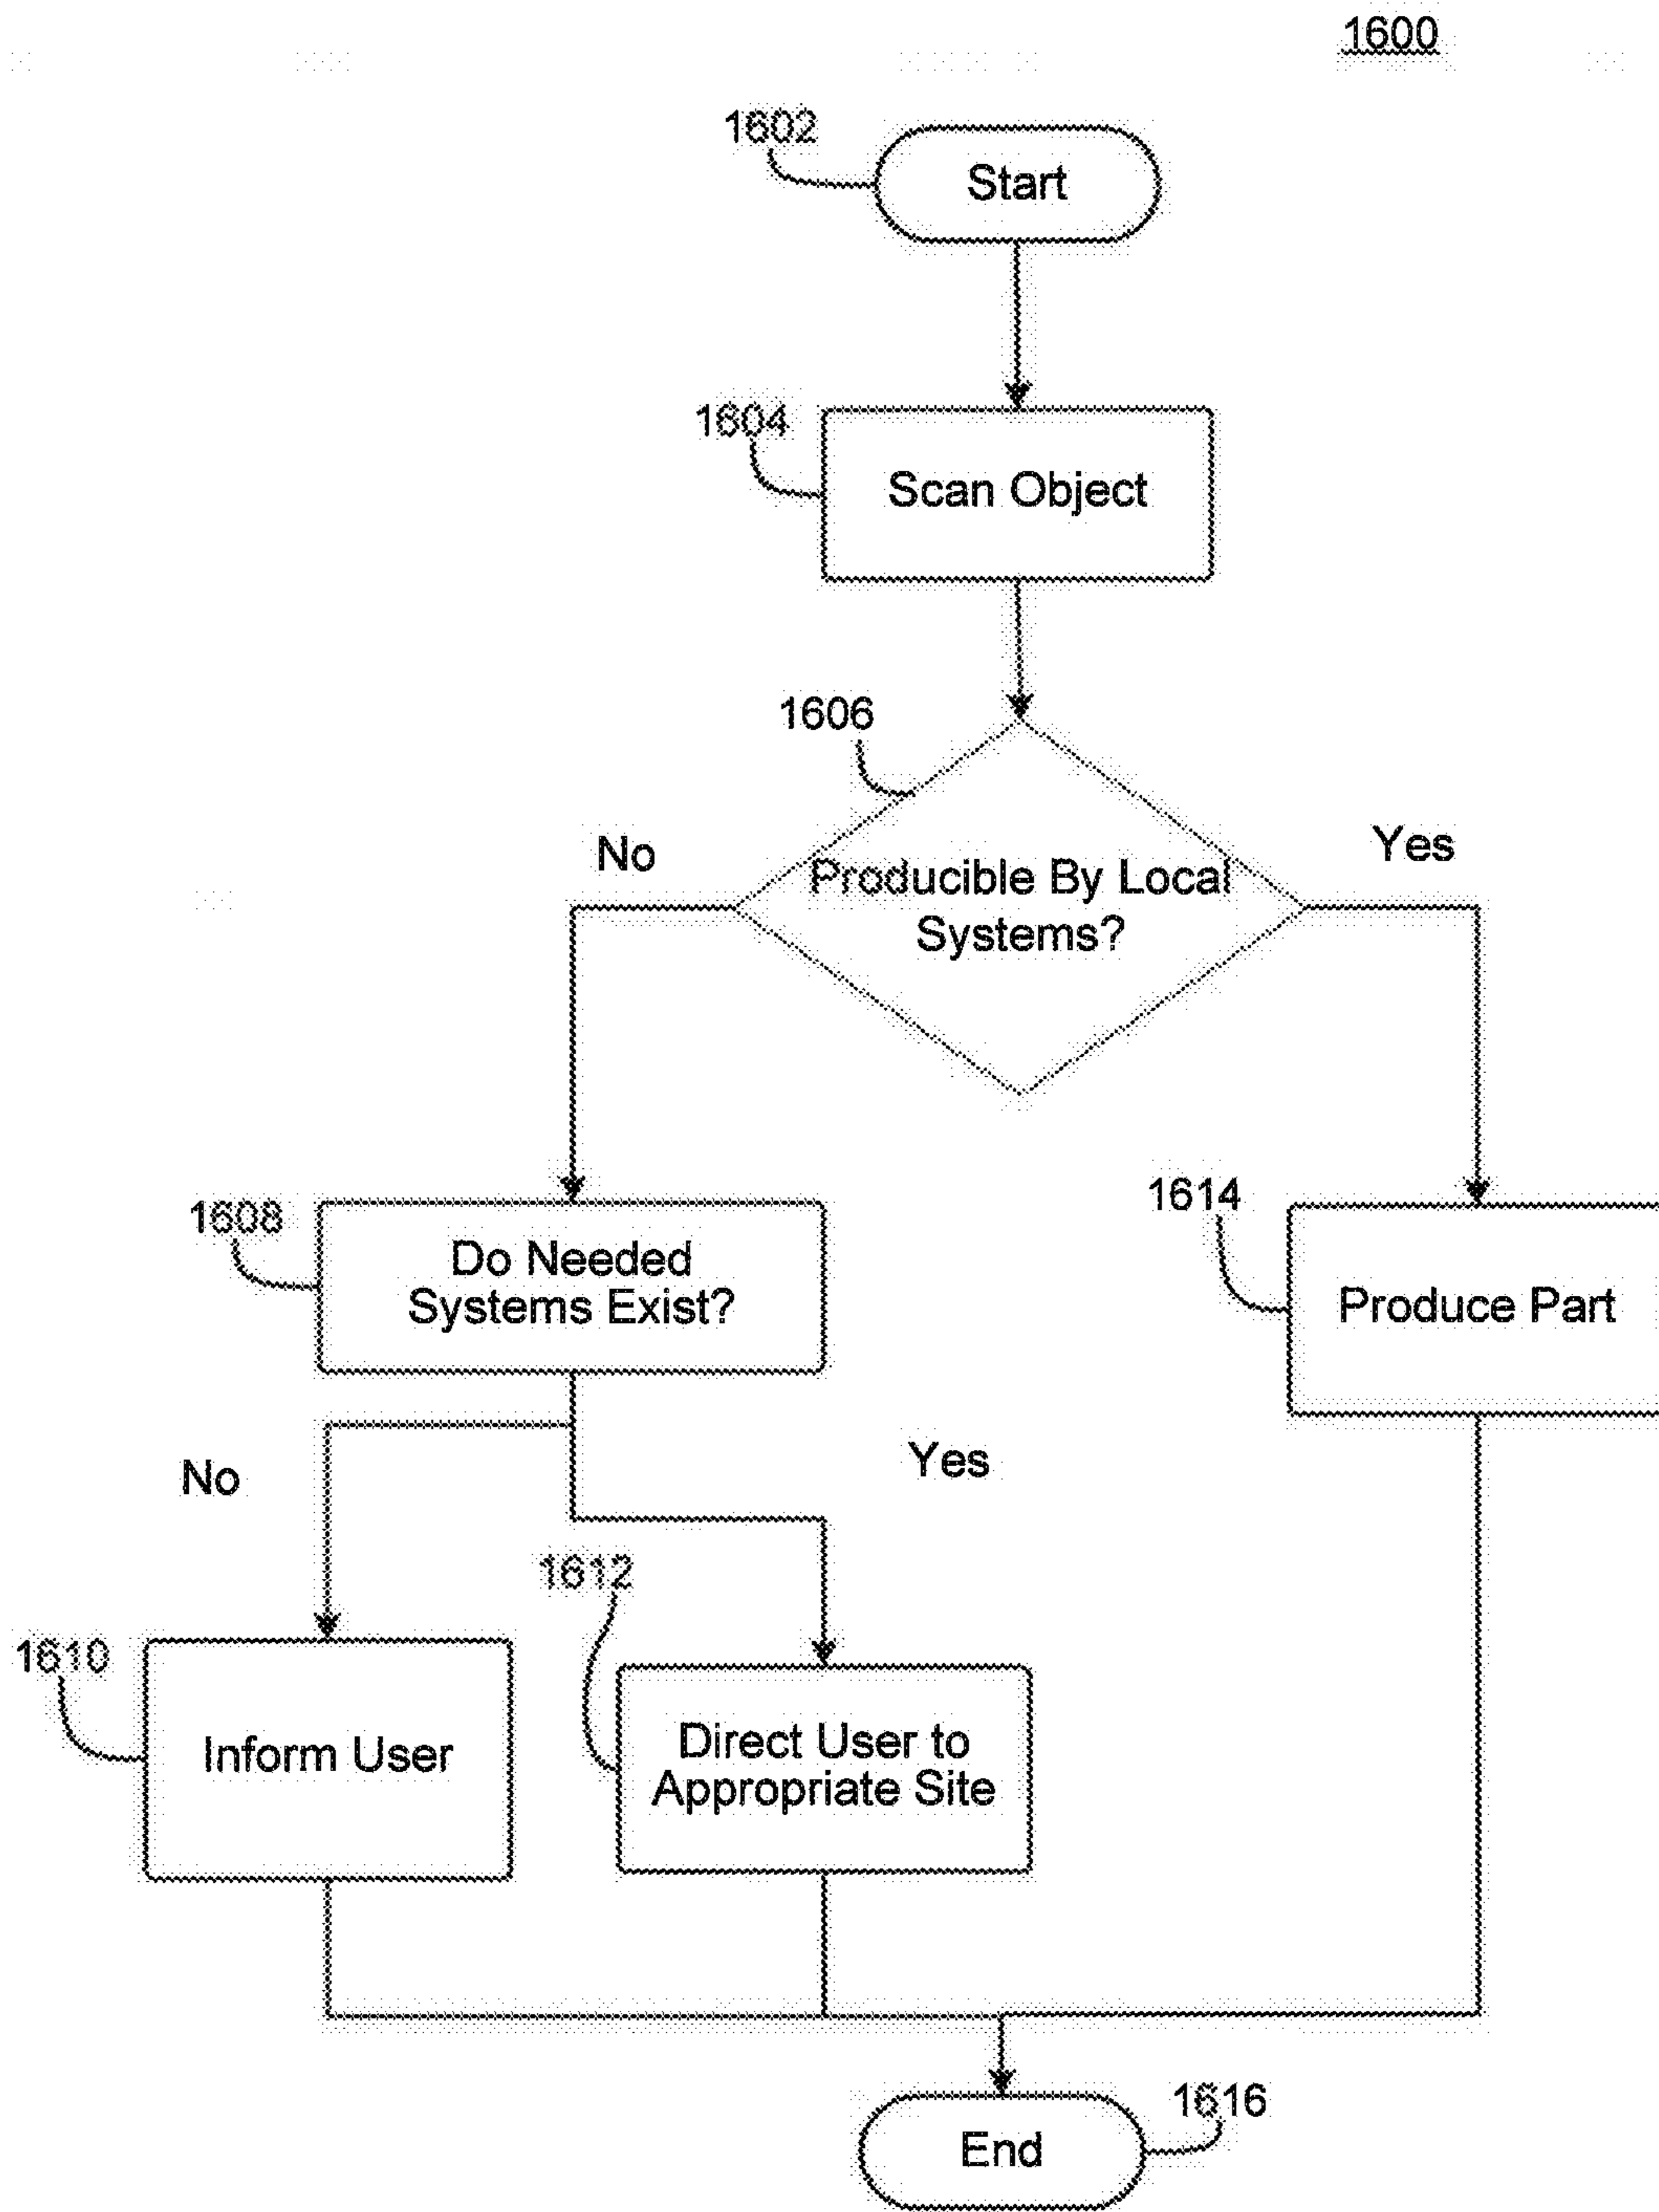 1600
1602
Start
1604
Scan Object
1606
No
Yes
Producible By Local
Systems?
1608
Do Needed
Systems Exist?
1614
Produce Part
No
Yes
1612
1610
Inform User
Direct User to
Appropriate Site
1616
End